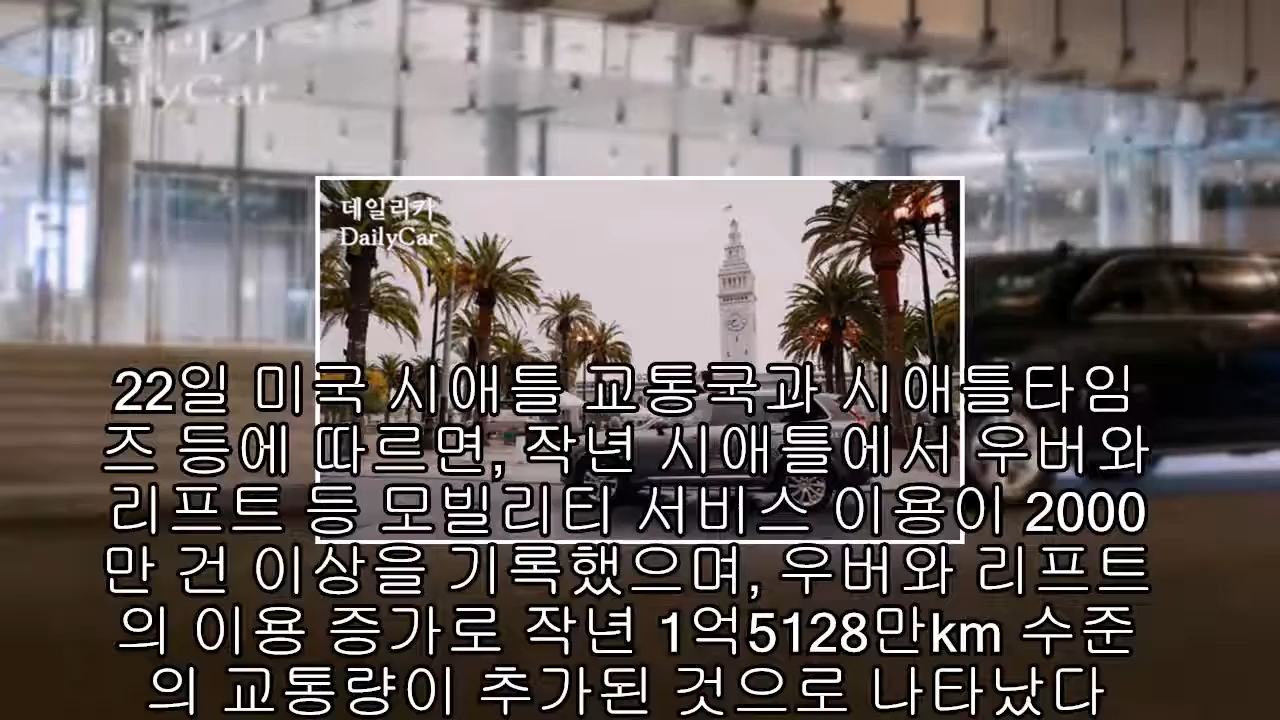 데일리카
DailyCar
데일리카
DailyCar
22일 미국 시애틀 교통국과 시애틀타임
즈 등에 따르면, 작년 시애틀에서 우버와
리프트 등 모빌리티 서비스 이용이 2000
만 건 이상을 기록했으며, 우버와 리프트
의 이용 증가로 작년 1억5128만km 수준
의 교통량이 추가된 것으로 나타났다